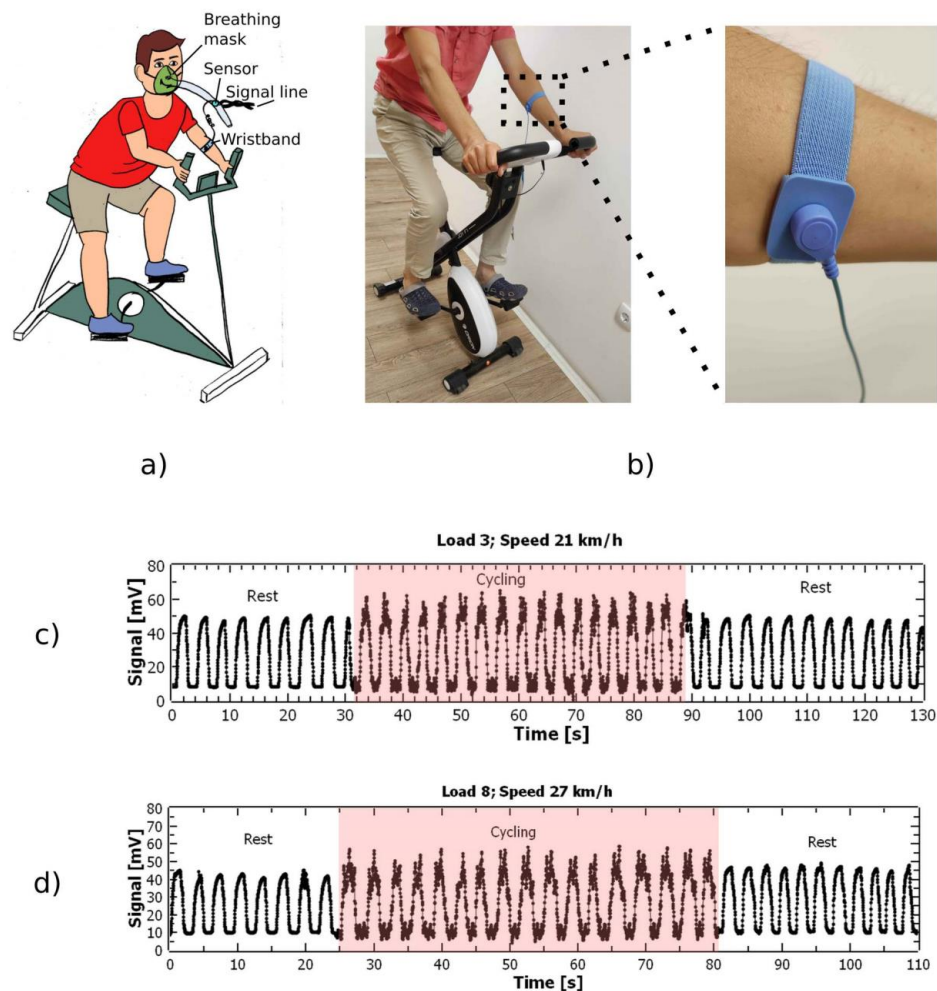 Breathing
mask
Sensor
Signal line
Wristband
a)
b)
Load 3; Speed 21 km/h
c)
Signal [mV]
80
60
40
20
0
Rest
Cycling
Rest
0 10 20 30 40 50 60 70 80 90 100 110 120 130
Time [s]
Load 8; Speed 27 km/h
d)
Signal [mV]
80
70
60
50
40
30
20
10
0
Rest
Cycling
Rest
0 10 20 30 40 50 60 70 80 90 100 110
Time [s]